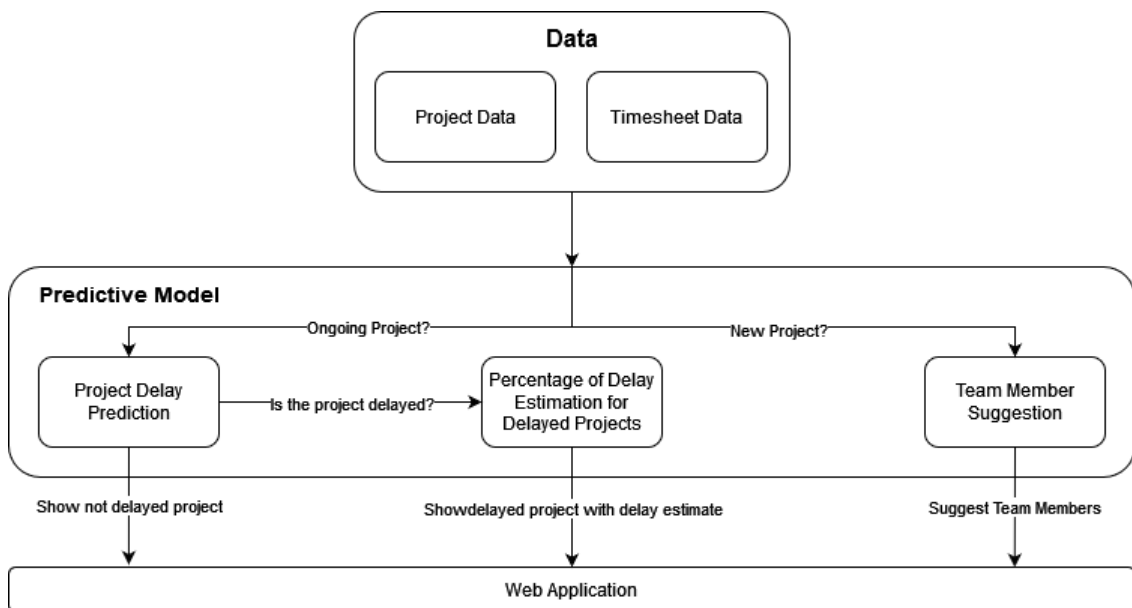 Data
Project Data
Timesheet Data
Predictive Model
Ongoing Project?
New Project?
Project Delay
Prediction
Is the project delayed?
Percentage of Delay
Estimation for
Delayed Projects
Team Member
Suggestion
Show not delayed project
Showdelayed project with delay estimate
Suggest Team Members
Web Application